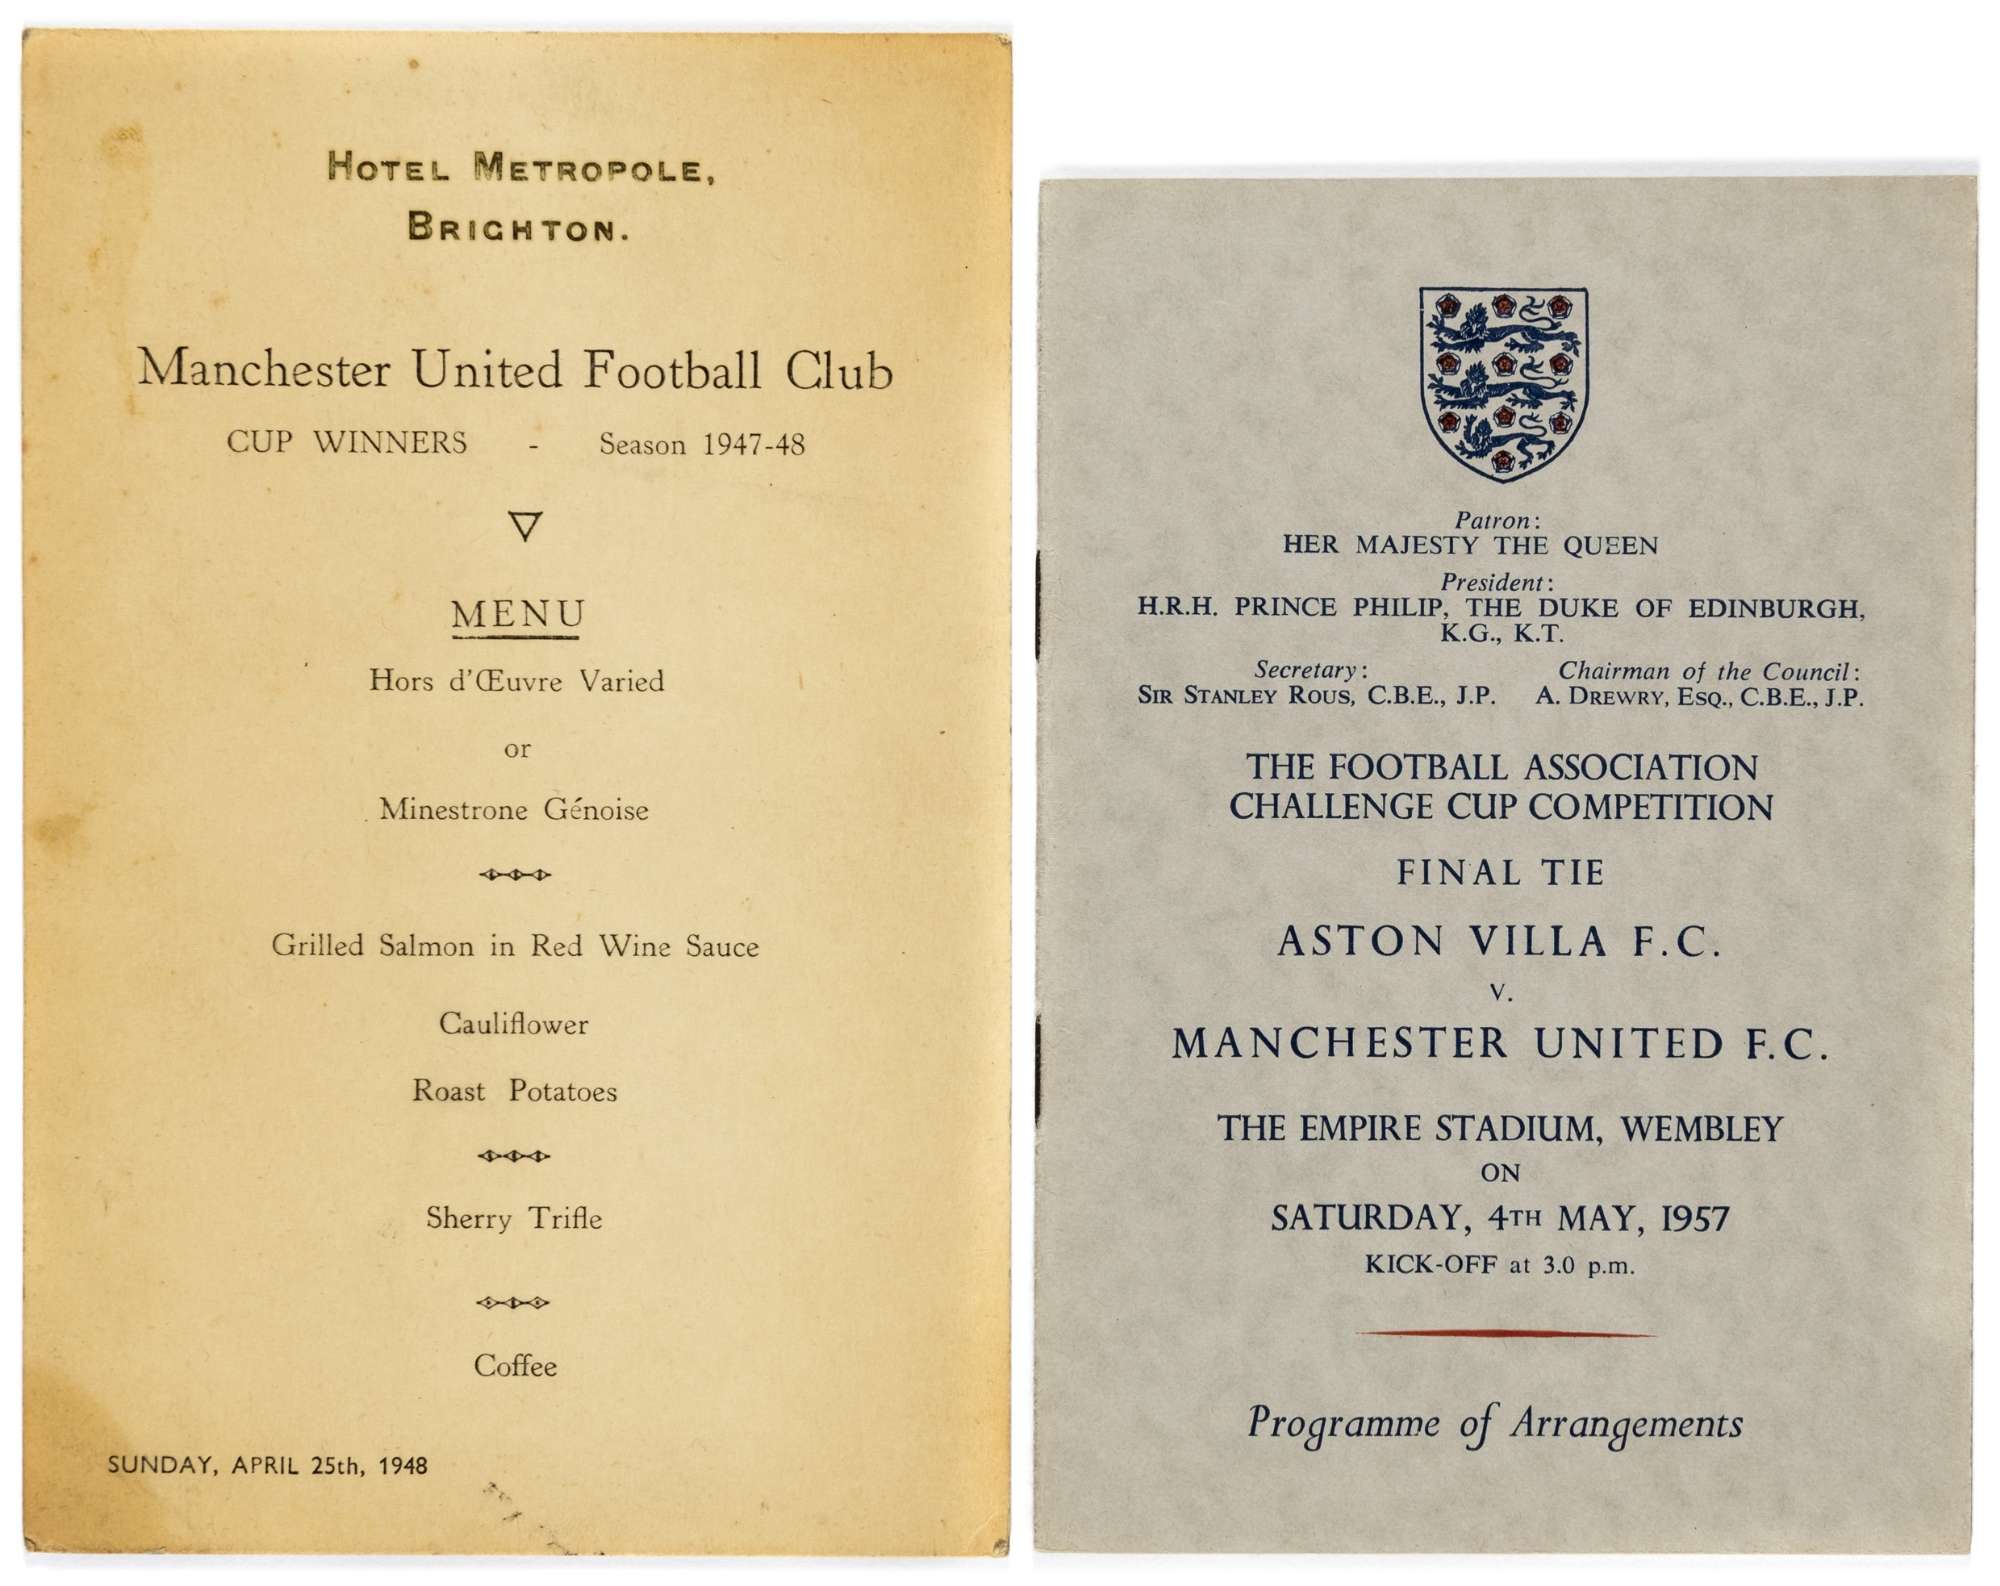 HOTEL METROPOLE,
BRIGHTON.
Manchester United Football Club
CUP WINNERS - Season 1947-48
MENU
Hors d'Œuvre Varied
or
Minestrone Génoise
Grilled Salmon in Red Wine Sauce
Cauliflower
Roast Potatoes
Sherry Trifle
Coffee
SUNDAY, APRIL 25th, 1948
Patron:
HER MAJESTY THE QUEEN
President:
H.R.H. PRINCE PHILIP, THE DUKE OF EDINBURGH,
K.G., K.T.
Secretary: Chairman of the Council:
SIR STANLEY ROUS, C.B.E., J.P. A. DREWRY, ESQ., C.B.E., J.P.
THE FOOTBALL ASSOCIATION
CHALLENGE CUP COMPETITION
FINAL TIE
ASTON VILLA F.C.
v.
MANCHESTER UNITED F.C.
THE EMPIRE STADIUM, WEMBLEY
ON
SATURDAY, 4TH MAY, 1957
KICK-OFF at 3.0 p.m.
Programme of Arrangements